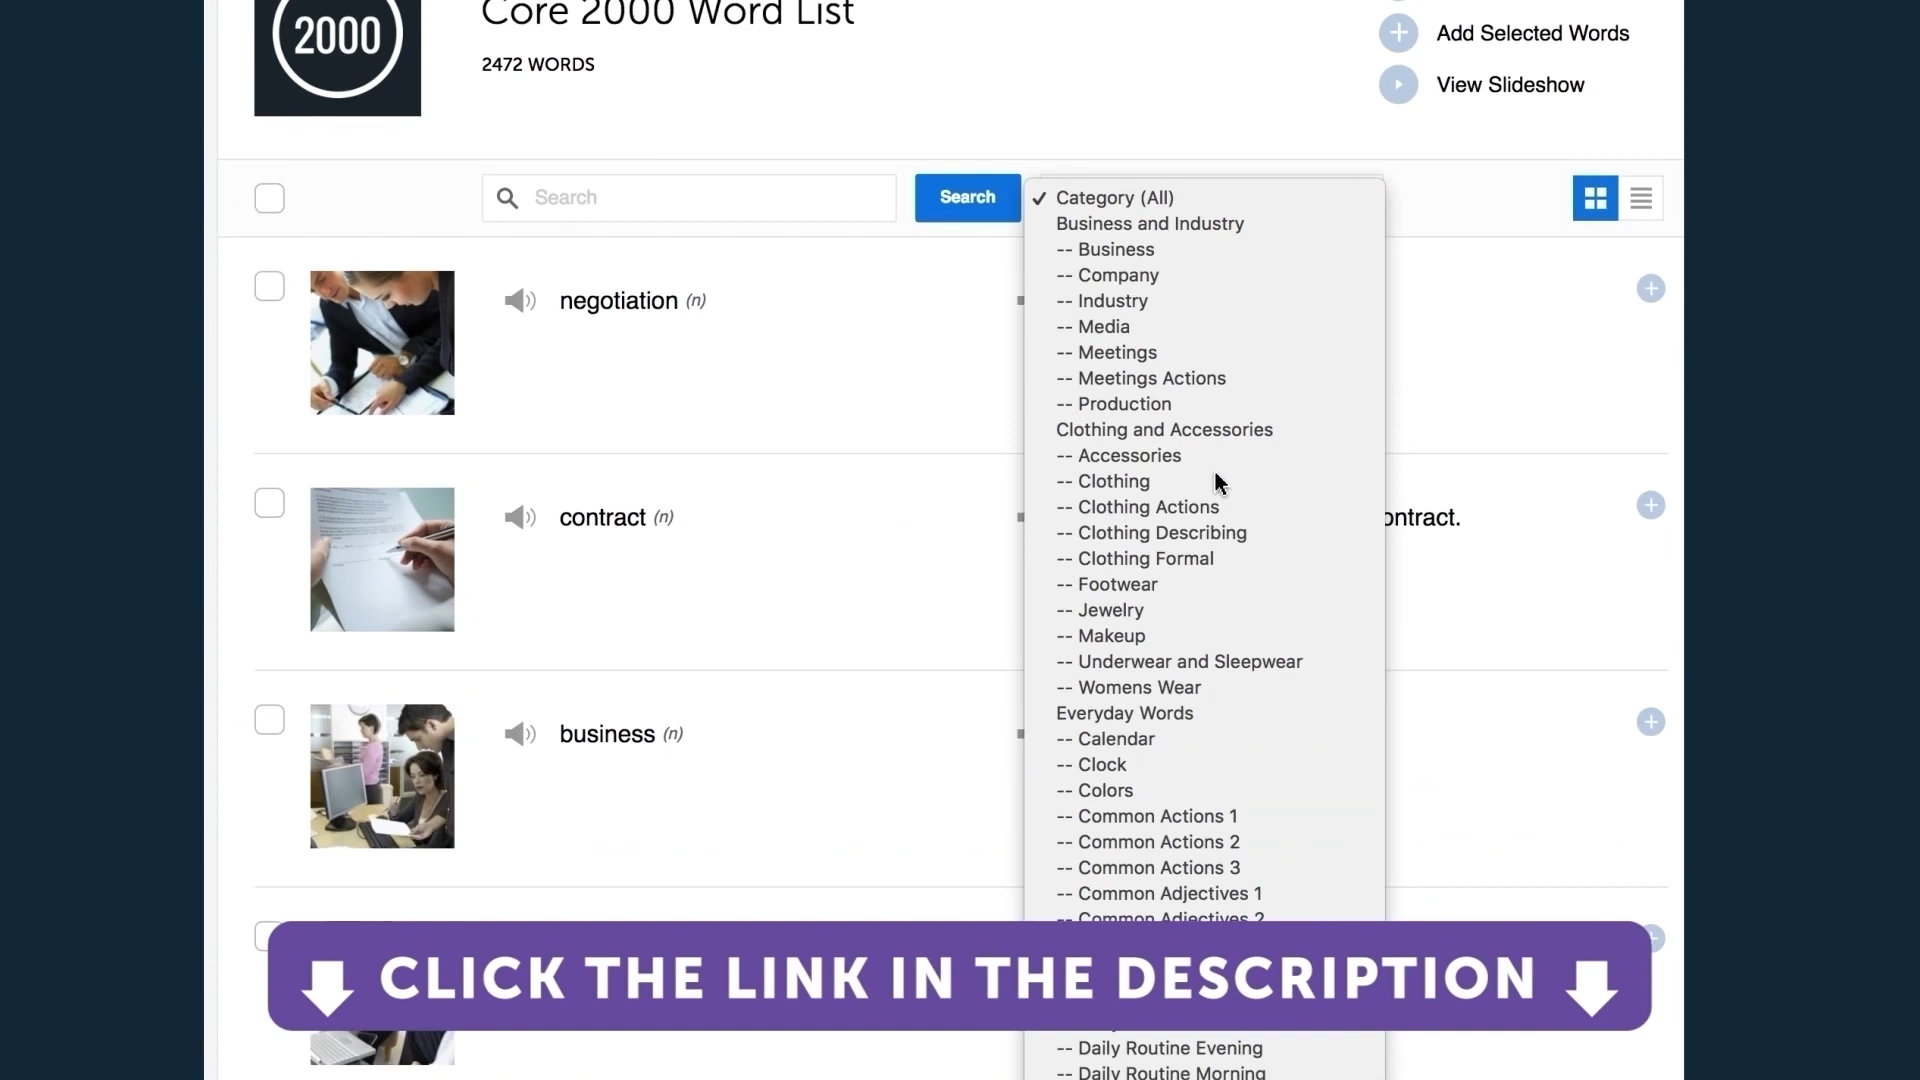 2000
Core 2000 Word List
2472 WORDS
Add Selected Words
View Slideshow
Search
Search
Category (All)
Business and Industry
-- Business
-- Company
-- Industry
-- Media
-- Meetings
-- Meetings Actions
-- Production
Clothing and Accessories
-- Accessories
-- Clothing
-- Clothing Actions
-- Clothing Describing
-- Clothing Formal
-- Footwear
-- Jewelry
-- Makeup
-- Underwear and Sleepwear
-- Womens Wear
Everyday Words
-- Calendar
-- Clock
-- Colors
-- Common Actions 1
-- Common Actions 2
-- Common Actions 3
-- Common Adjectives 1
-- Common Adjectives 2
-- Daily Routine Evening
-- Daily Routine Morning
negotiation (n)
contract (n)
ontract.
business (n)
CLICK THE LINK IN THE DESCRIPTION